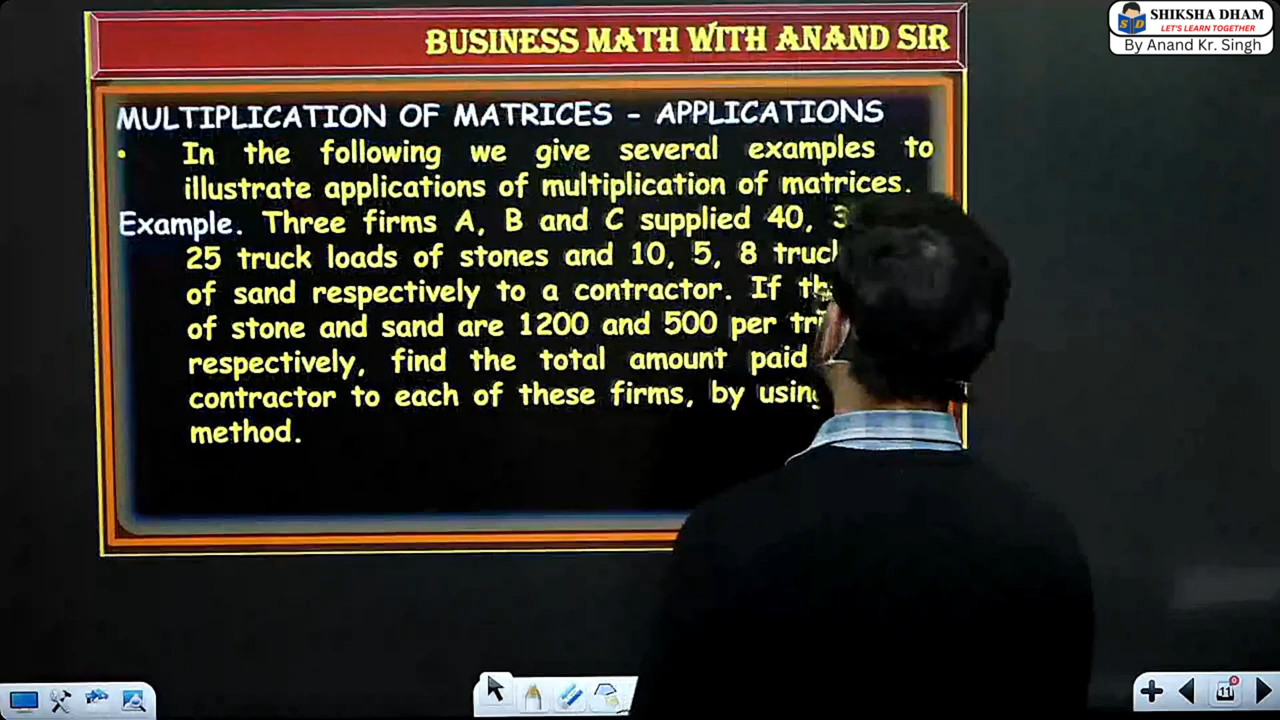 SHIKSHA DHAM
LET'S LEARN TOGETHER
By Anand Kr. Singh
BUSINESS MATH WITH ANAND SIR
MULTIPLICATION OF MATRICES – APPLICATIONS
• In the following we give several examples to
illustrate applications of multiplication of matrices.
Example. Three firms A, B and C supplied 40,
25 truck loads of stones and 10, 5, 8
of sand respectively to a contractor. If
of stone and sand are 1200 and 500 per
respectively, find the total amount paid
contractor to each of these firms, by
method.
11
0